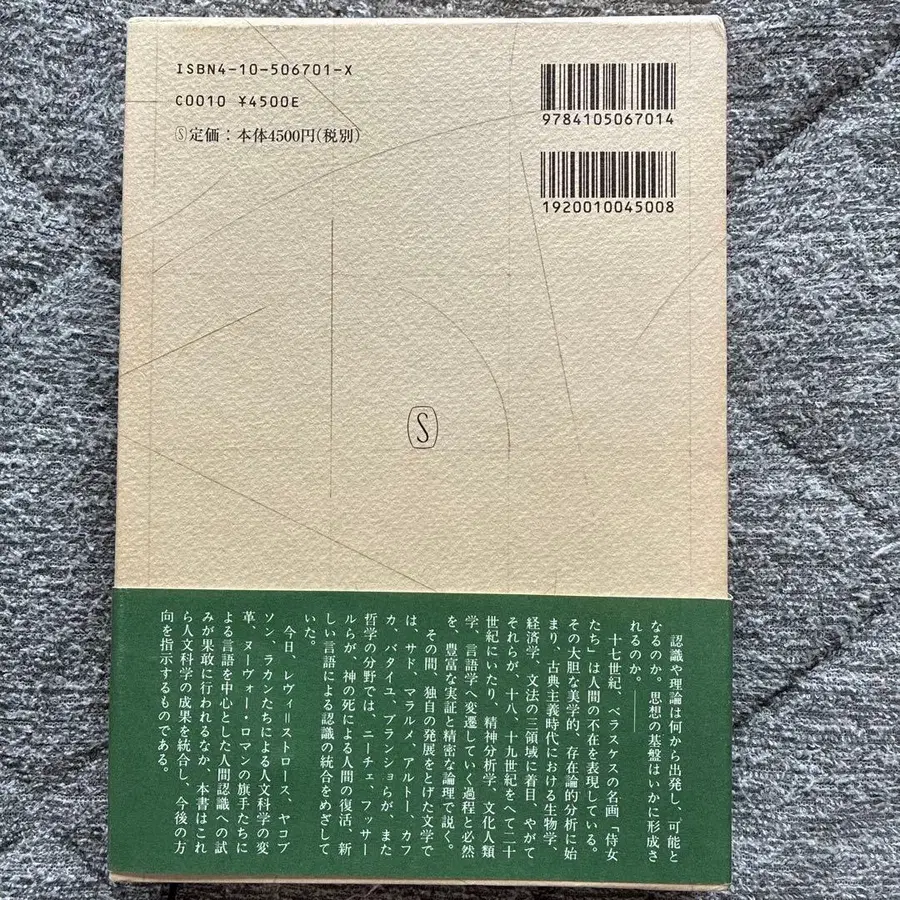 ISBN4-10-506701-X
C0010 ¥4500E
Ⓢ定価：本体4500円(税別)
9784105067014
1920010045008
S
認識や理論は何から出発し、可能と
なるのか。思想の基盤はいかに形成さ
れるのか。――
十七世紀、ベラスケスの名画「侍女
たち」は人間の不在を表現している。
その大胆な美学的、存在論的分析に始
まり、古典主義時代における生物学、
経済学、文法の三領域に着目、やがて
それらが、十八、十九世紀をへて二十
世紀にいたり、精神分析学、文化人類
学、言語学へ変遷していく過程と必然
を、豊富な実証と精密な論理で説く。
その間、独自の発展をとげた文学で
は、サド、マラルメ、アルトー、カフ
カ、バタイユ、ブランショらが、また
哲学の分野では、ニーチェ、フッサー
ルらが、神の死による人間の復活、新
しい言語による認識の統合をめざして
いた。
今日、レヴィ＝ストロース、ヤコブ
ソン、ラカンたちによる人文科学の変
革、ヌーヴォー・ロマンの旗手たちに
よる言語を中心とした人間認識への試
みが果敢に行われるなか、本書はこれ
ら人文科学の成果を統合し、今後の方
向を指示するものである。